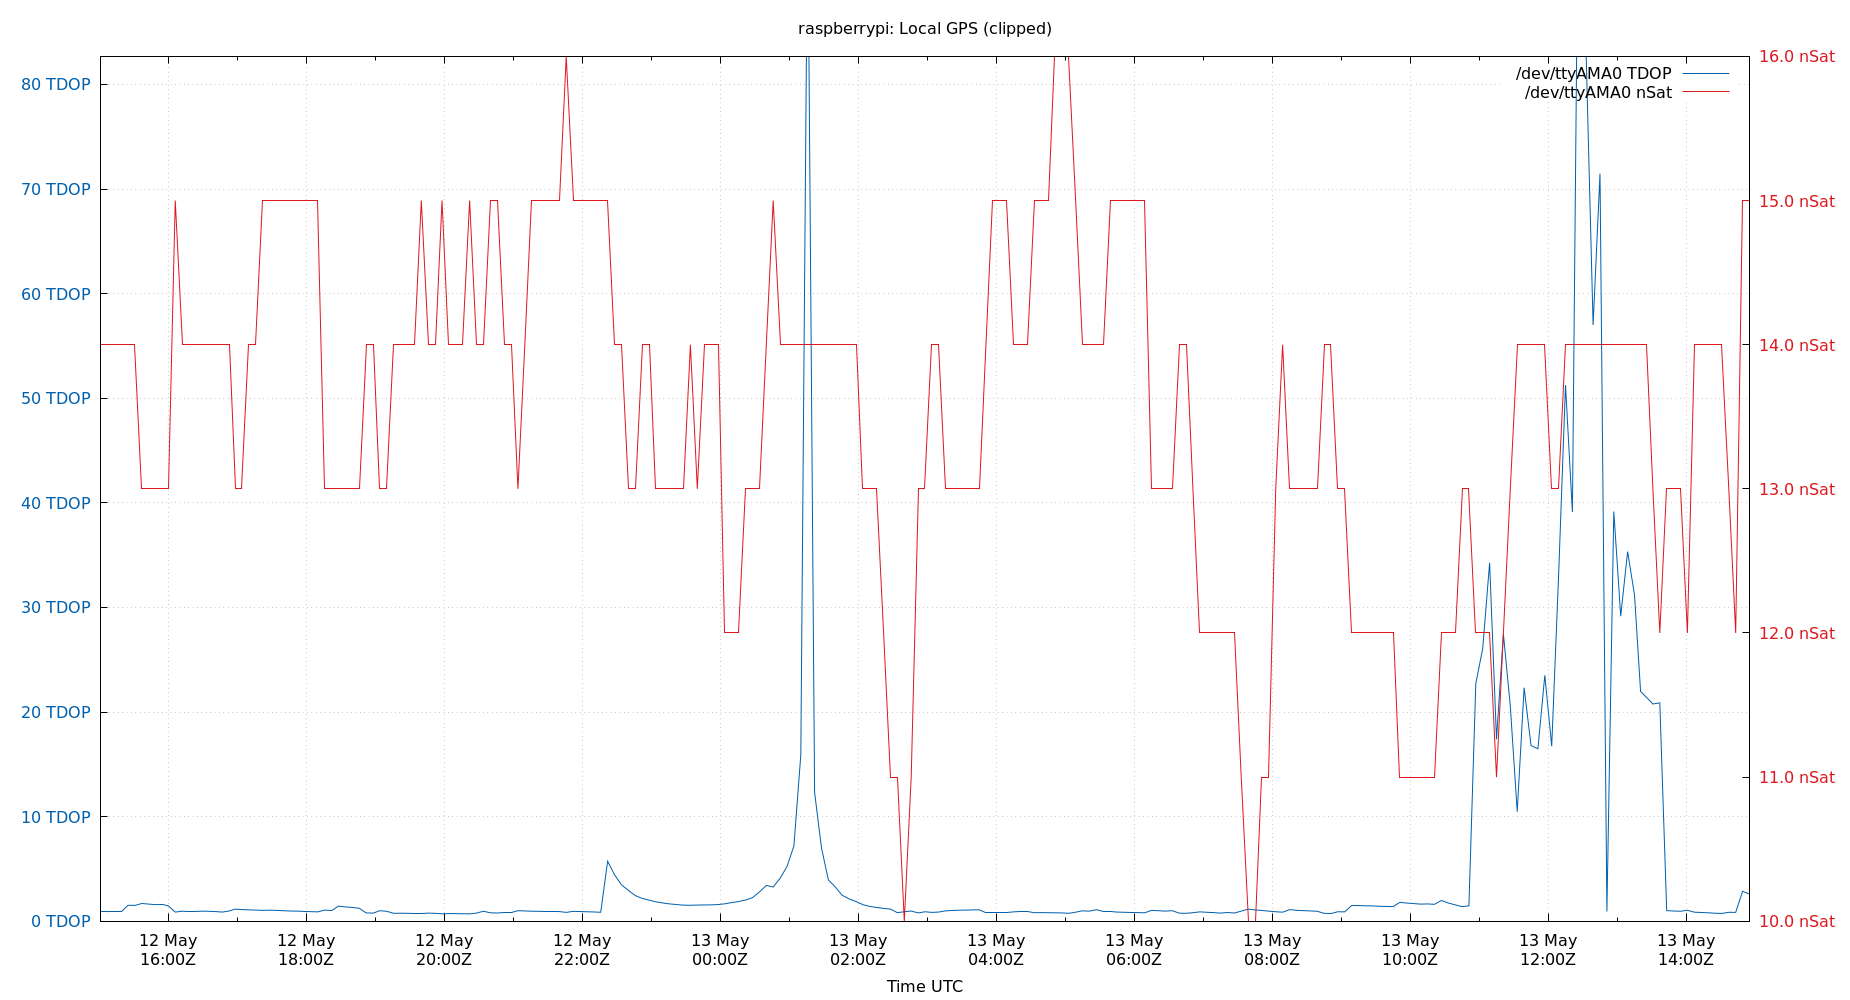 raspberrypi: Local GPS (clipped)
/dev/ttyAMA0 TDOP
/dev/ttyAMA0 nSat
80 TDOP
70 TDOP
60 TDOP
50 TDOP
40 TDOP
30 TDOP
20 TDOP
10 TDOP
0 TDOP
16.0 nSat
15.0 nSat
14.0 nSat
13.0 nSat
12.0 nSat
11.0 nSat
10.0 nSat
12 May
16:00Z
12 May
18:00Z
12 May
20:00Z
12 May
22:00Z
13 May
00:00Z
13 May
02:00Z
13 May
04:00Z
13 May
06:00Z
13 May
08:00Z
13 May
10:00Z
13 May
12:00Z
13 May
14:00Z
Time UTC